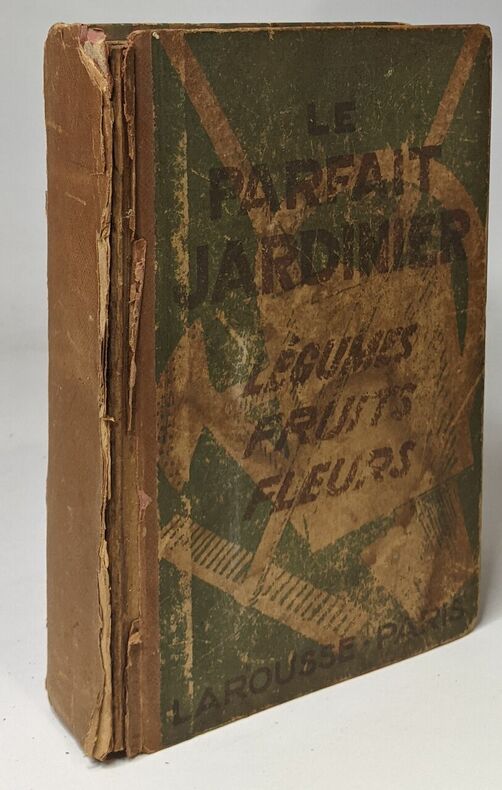 LE
PARFAIT
JARDINIER
LÉGUMES
FRUITS
FLEURS
LAROUSSE-PARIS